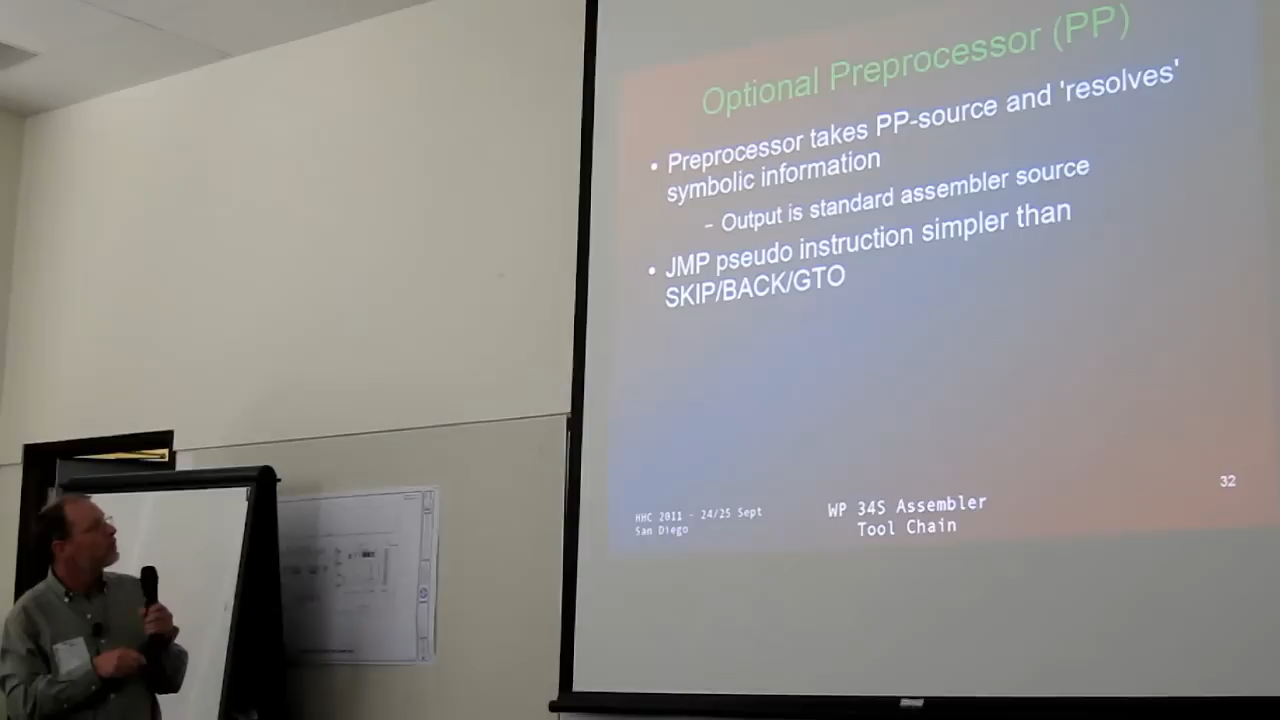 Optional Preprocessor (PP)
• Preprocessor takes PP-source and 'resolves'
symbolic information
– Output is standard assembler source
• JMP pseudo instruction simpler than
SKIP/BACK/GTO
HHC 2011 - 24/25 Sept
San Diego
WP 34S Assembler
Tool Chain
32